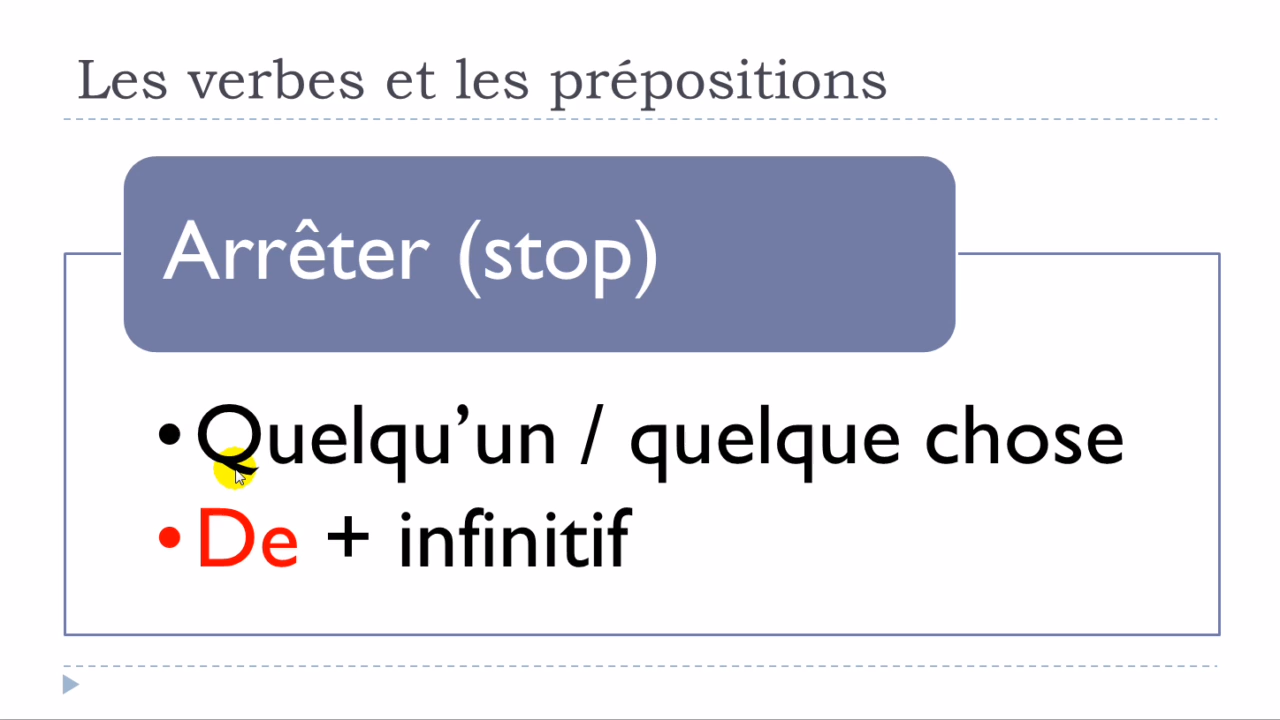 Les verbes et les prépositions
Arrêter (stop)
• Quelqu’un / quelque chose
• De + infinitif